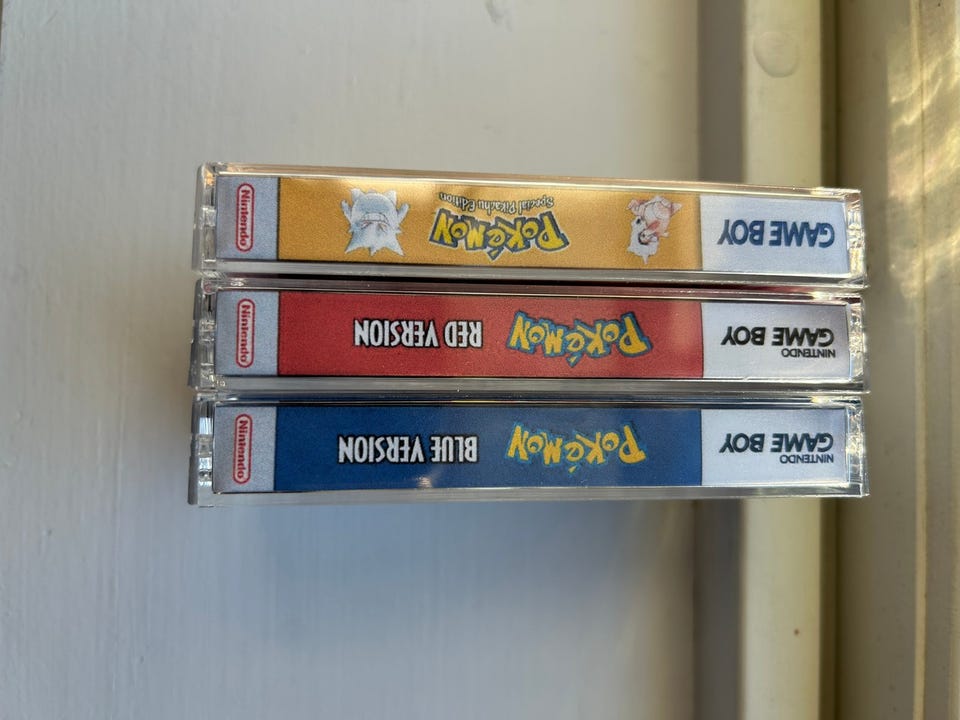 GAME BOY
Pokémon
Special Pikachu Edition
Nintendo
NINTENDO
GAME BOY
Pokémon
RED VERSION
Nintendo
NINTENDO
GAME BOY
Pokémon
BLUE VERSION
Nintendo